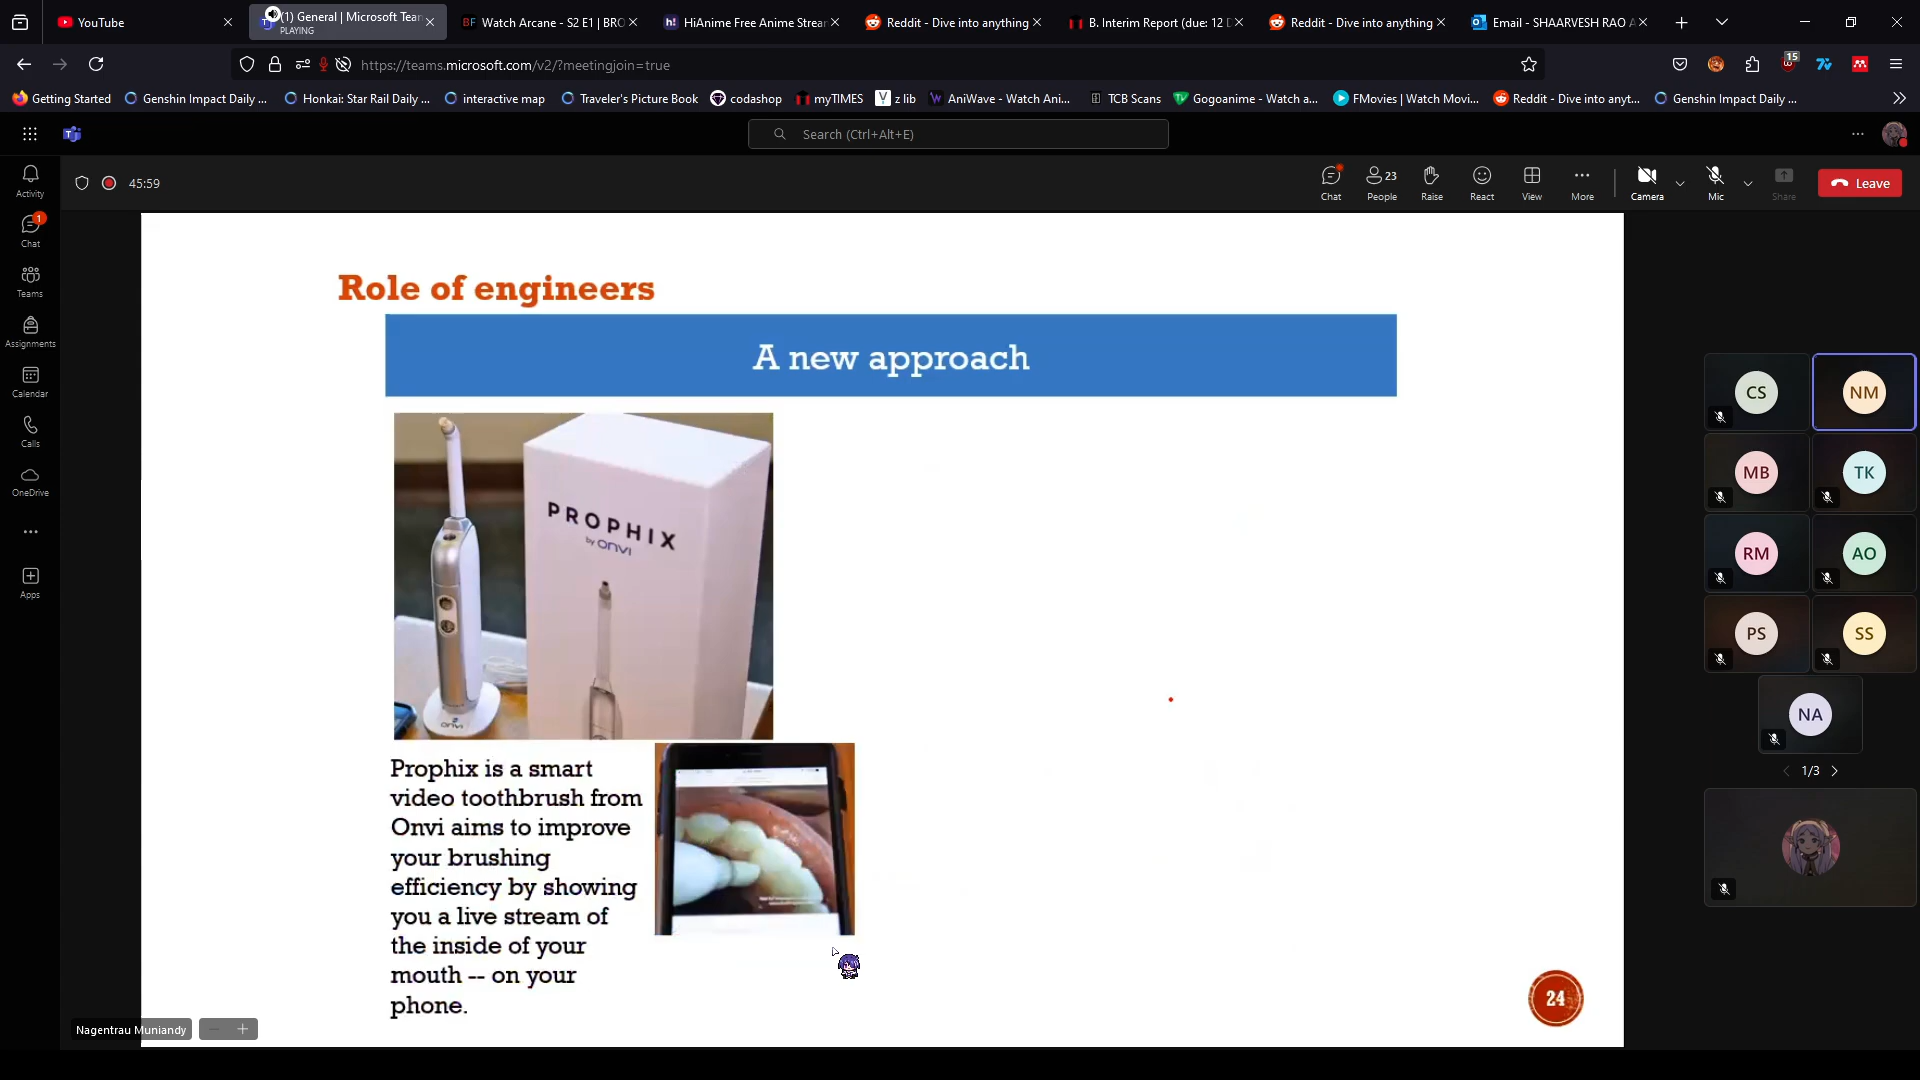 YouTube
(1) General | Microsoft Tean
PLAYING
Watch Arcane - S2 E1 | BRO
HiAnime Free Anime Strear
Reddit - Dive into anything
B. Interim Report (due: 12 D
Reddit - Dive into anything
Email - SHAARVESH RAO A
https://teams.microsoft.com/v2/?meetingjoin=true
15
Getting Started
Genshin Impact Daily ...
Honkai: Star Rail Daily ...
interactive map
Traveler's Picture Book
codashop
myTIMES
z lib
AniWave - Watch Ani...
TCB Scans
Gogoanime - Watch a...
FMovies | Watch Movi...
Reddit - Dive into anyt...
Genshin Impact Daily ...
Search (Ctrl+Alt+E)
45:59
Chat
23
People
Raise
React
View
More
Camera
Mic
Share
Leave
Activity
1
Chat
Teams
Assignments
Calendar
Calls
OneDrive
Apps
Role of engineers
A new approach
PROPHIX
by onvi
onvi
Prophix is a smart
video toothbrush from
Onvi aims to improve
your brushing
efficiency by showing
you a live stream of
the inside of your
mouth -- on your
phone.
24
Nagentrau Muniandy
CS
NM
MB
TK
RM
AO
PS
SS
NA
1/3